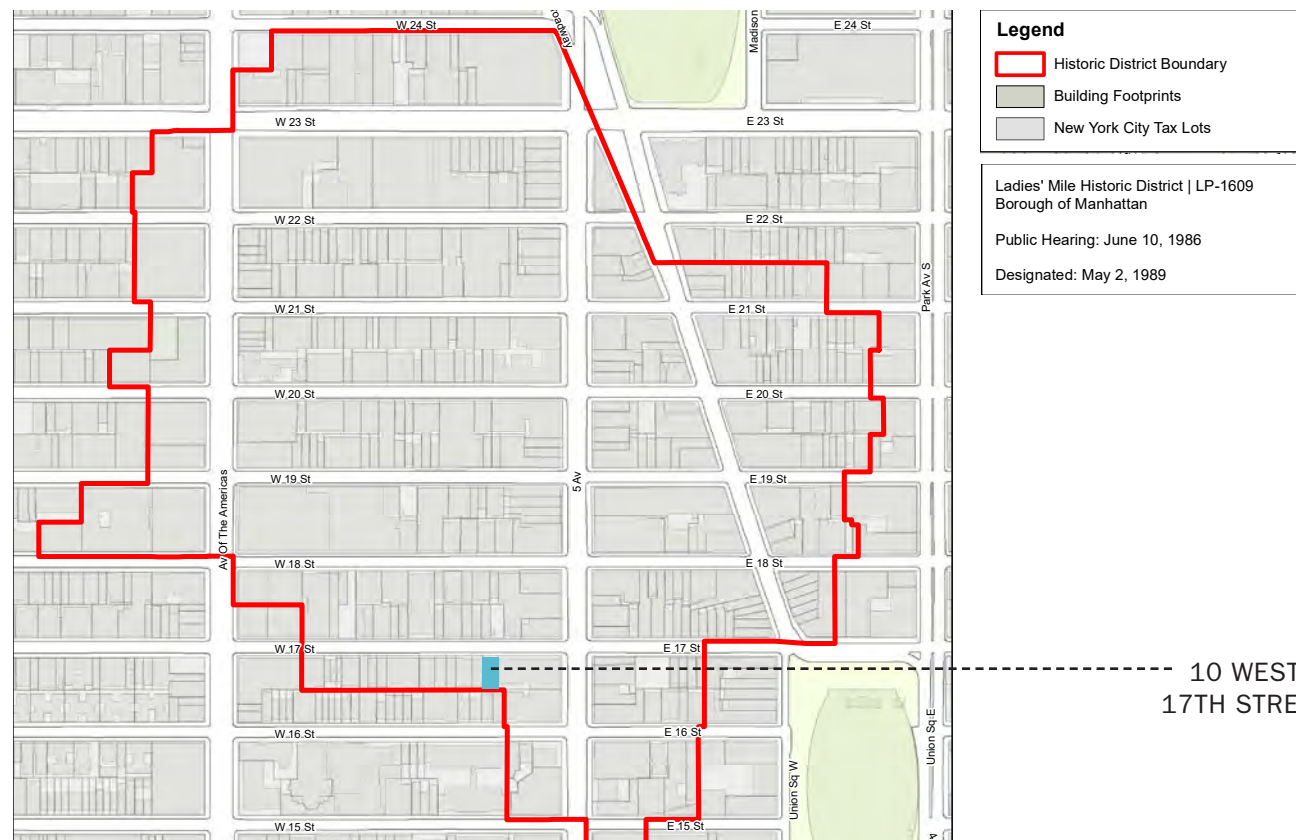 W 24 St
Madison
E 24 St
W 23 St
E 23 St
W 22 St
E 22 St
W 21 St
E 21 St
Park Av S
W 20 St
E 20 St
Av Of The Americas
W 19 St
5 Av
E 19 St
W 18 St
E 18 St
W 17 St
E 17 St
W 16 St
E 16 St
Union Sq W
Union Sq E
W 15 St
E 15 St
Legend
Historic District Boundary
Building Footprints
New York City Tax Lots
Ladies' Mile Historic District | LP-1609
Borough of Manhattan
Public Hearing: June 10, 1986
Designated: May 2, 1989
10 WEST
17TH STRE